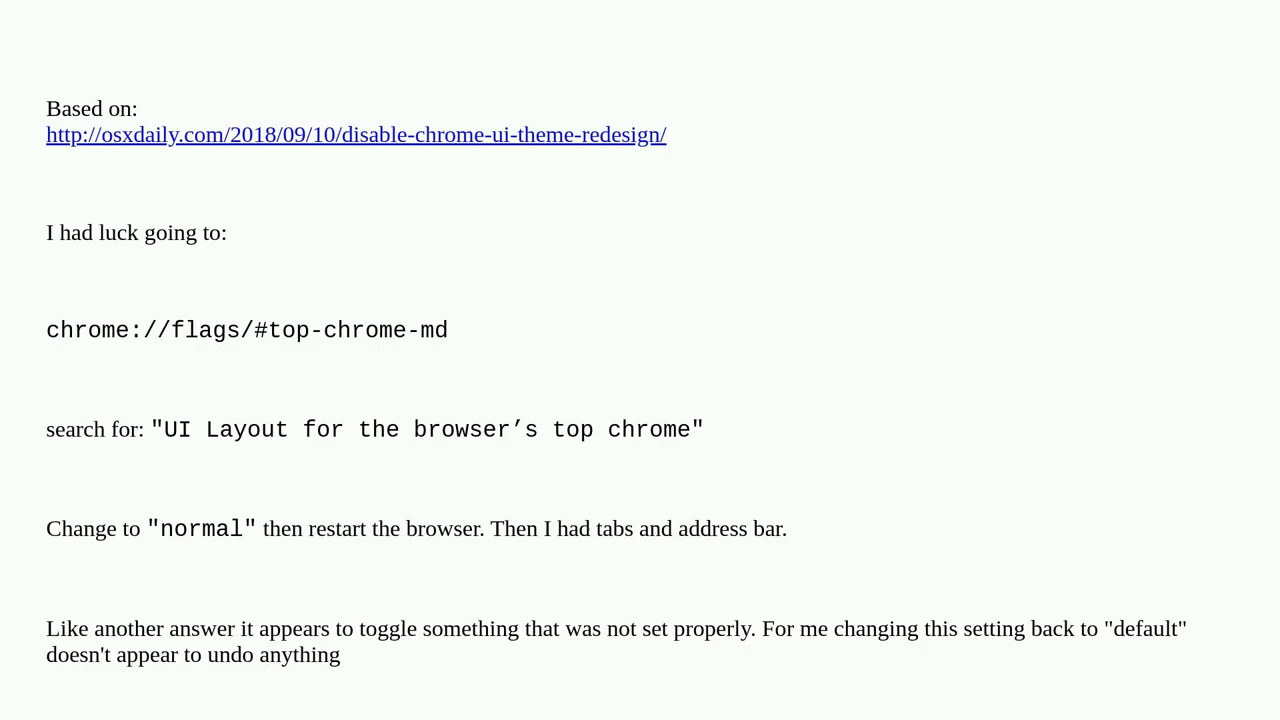 Based on:
http://osxdaily.com/2018/09/10/disable-chrome-ui-theme-redesign/
I had luck going to:
chrome://flags/#top-chrome-md
search for: "UI Layout for the browser’s top chrome"
Change to "normal" then restart the browser. Then I had tabs and address bar.
Like another answer it appears to toggle something that was not set properly. For me changing this setting back to "default"
doesn't appear to undo anything